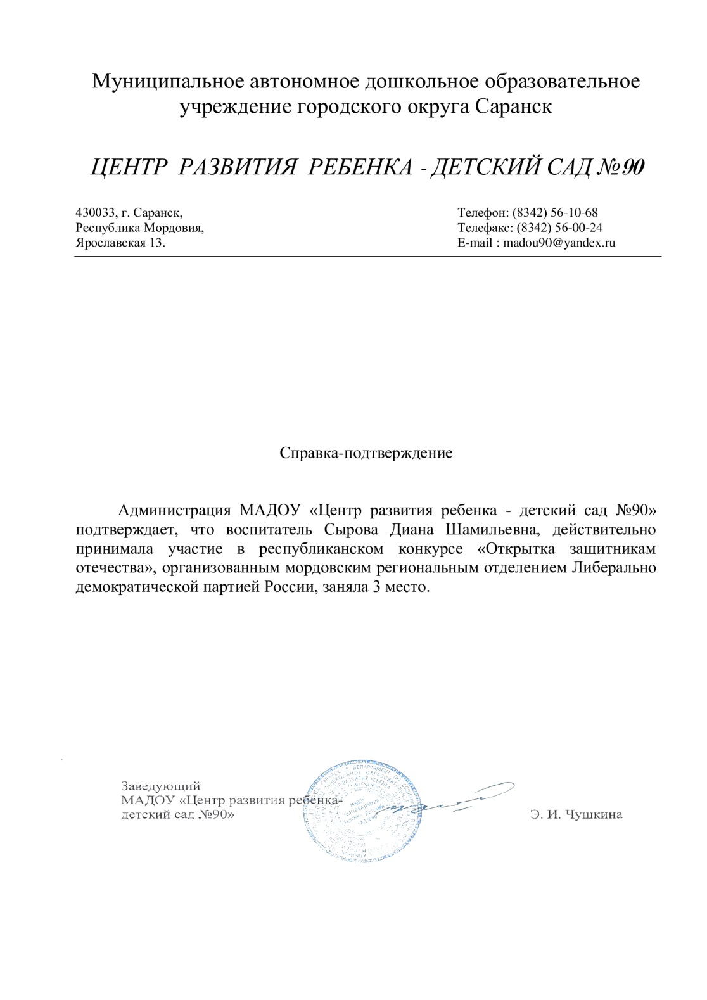 Муниципальное автономное дошкольное образовательное
учреждение городского округа Саранск
ЦЕНТР РАЗВИТИЯ РЕБЕНКА - ДЕТСКИЙ САД №90
430033, г. Саранск,
Республика Мордовия,
Ярославская 13.
Телефон: (8342) 56-10-68
Телефакс: (8342) 56-00-24
E-mail : madou90@yandex.ru
Справка-подтверждение
Администрация МАДОУ «Центр развития ребенка - детский сад №90»
подтверждает, что воспитатель Сырова Диана Шамильевна, действительно
принимала участие в республиканском конкурсе «Открытка защитникам
отечества», организованным мордовским региональным отделением Либерально
демократической партией России, заняла 3 место.
Заведующий
МАДОУ «Центр развития ребенка-
детский сад №90»
Э. И. Чушкина